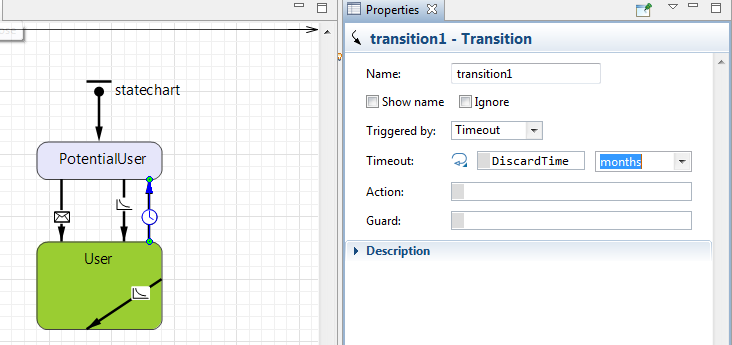 Properties
transition1 - Transition
Name:
transition1
Show name
Ignore
Triggered by:
Timeout
Timeout:
DiscardTime
months
Action:
Guard:
Description
statechart
PotentialUser
User